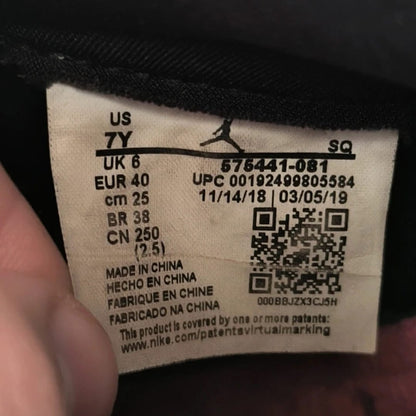 US
7Y SQ
UK 6 575441-081
EUR 40 UPC 00192499805584
cm 25 11/14/18 03/05/19
BR 38
CN 250
(2.5)
MADE IN CHINA
HECHO EN CHINA
FABRIQUE EN CHINE
FABRICADO NA CHINA
000BBJZX3CJ5H
This product is covered by one or more patents.
www.nike.com/patentsvirtualmarking